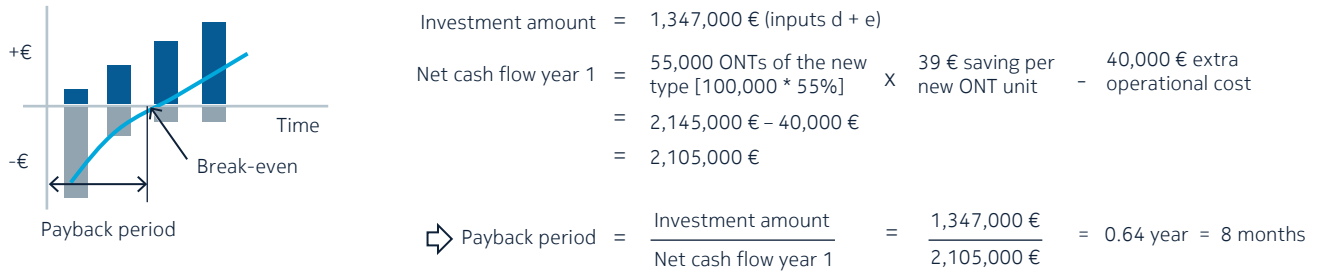 +€
-€
Time
Break-even
Payback period
Investment amount = 1,347,000 € (inputs d + e)
Net cash flow year 1 = 55,000 ONTs of the new type [100,000 * 55%] x 39 € saving per new ONT unit - 40,000 € extra operational cost
= 2,145,000 € – 40,000 €
= 2,105,000 €
Payback period = Investment amount / Net cash flow year 1 = 1,347,000 € / 2,105,000 € = 0.64 year = 8 months